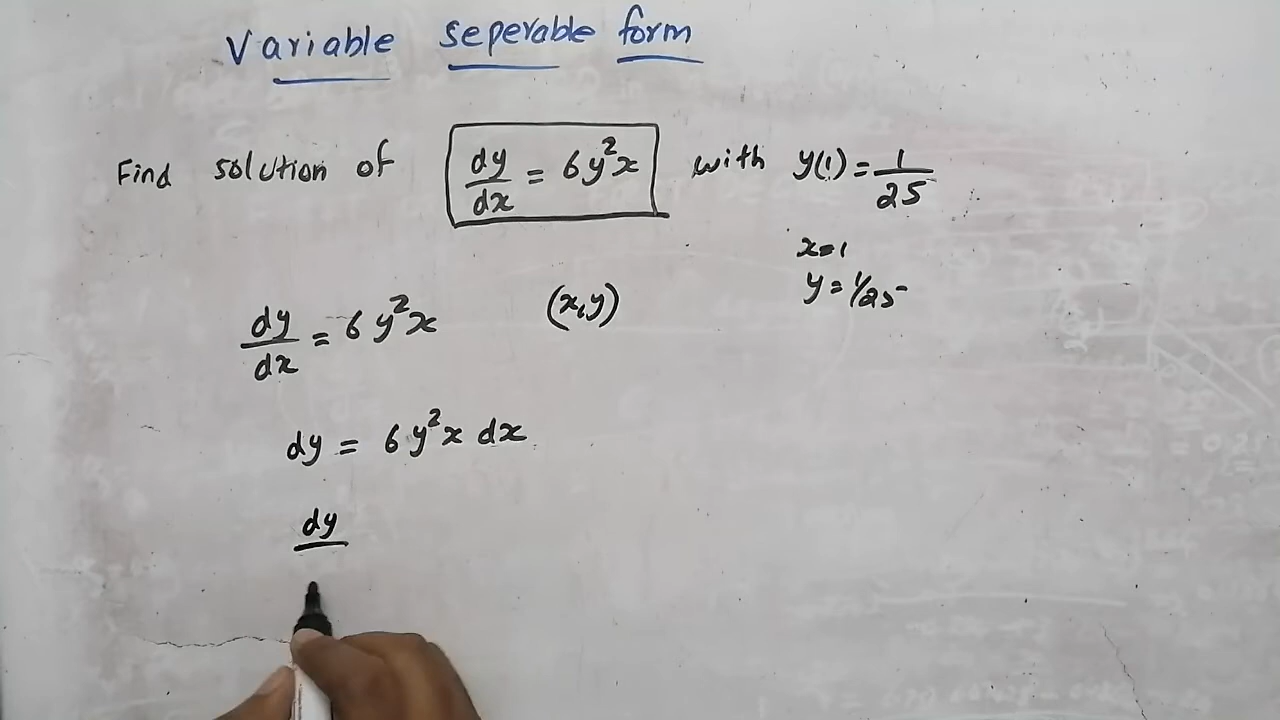 Variable seperable form
Find solution of dy/dx = 6y²x with y(1) = 1/25
x=1
y = 1/25
dy/dx = 6y²x (x,y)
dy = 6y²x dx
dy